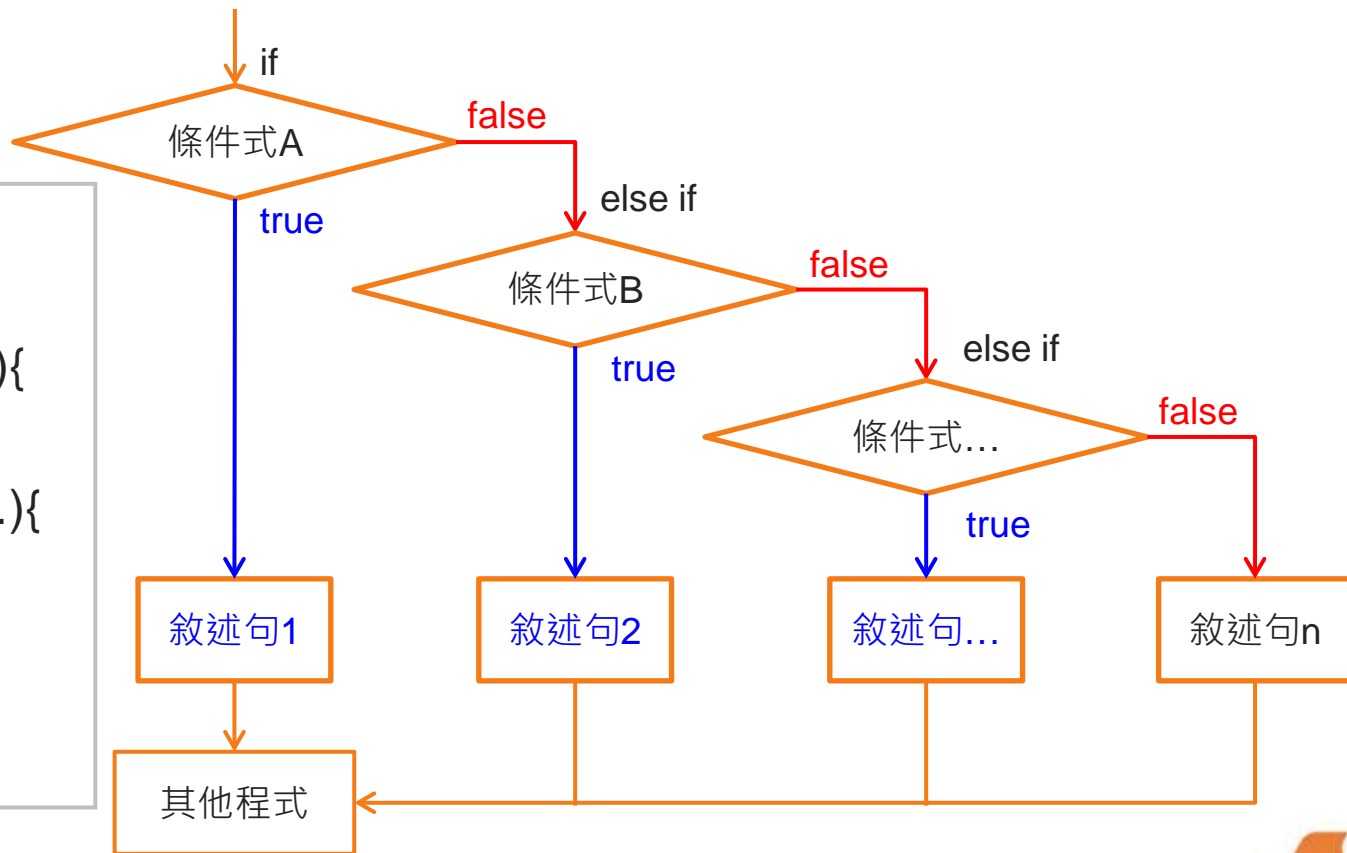 if
條件式A
false
true
else if
條件式B
false
true
else if
條件式…
false
true
){
.){
敘述句1
敘述句2
敘述句…
敘述句n
其他程式